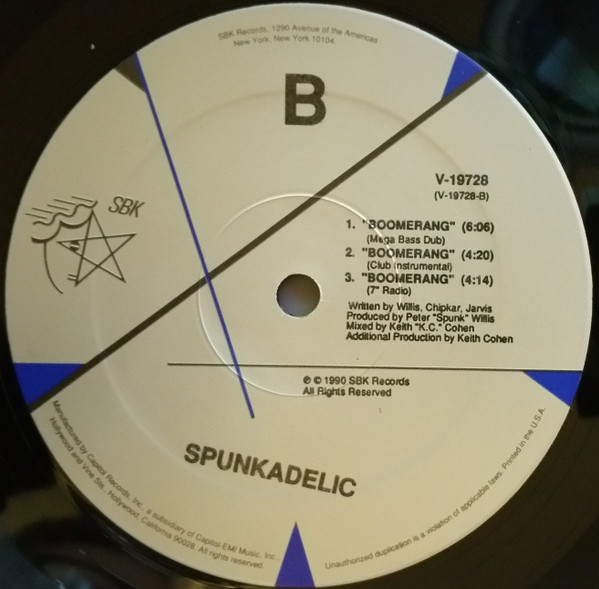 SBK Records, 1290 Avenue of the Americas
New York, New York 10104
B
SBK
V-19728
(V-19728-B)
1. "BOOMERANG" (6:06)
(Mega Bass Dub)
2. "BOOMERANG" (4:20)
(Club Instrumental)
3. "BOOMERANG" (4:14)
(7" Radio)
Written by Willis, Chipkar, Jarvis
Produced by Peter "Spunk" Willis
Mixed by Keith "K.C." Cohen
Additional Production by Keith Cohen
℗ © 1990 SBK Records
All Rights Reserved
SPUNKADELIC
Manufactured by Capitol Records, Inc., a subsidiary of Capitol-EMI Music, Inc.,
Hollywood and Vine Sts., Hollywood, California 90028. All rights reserved.
Unauthorized duplication is a violation of applicable laws. Printed in the U.S.A.